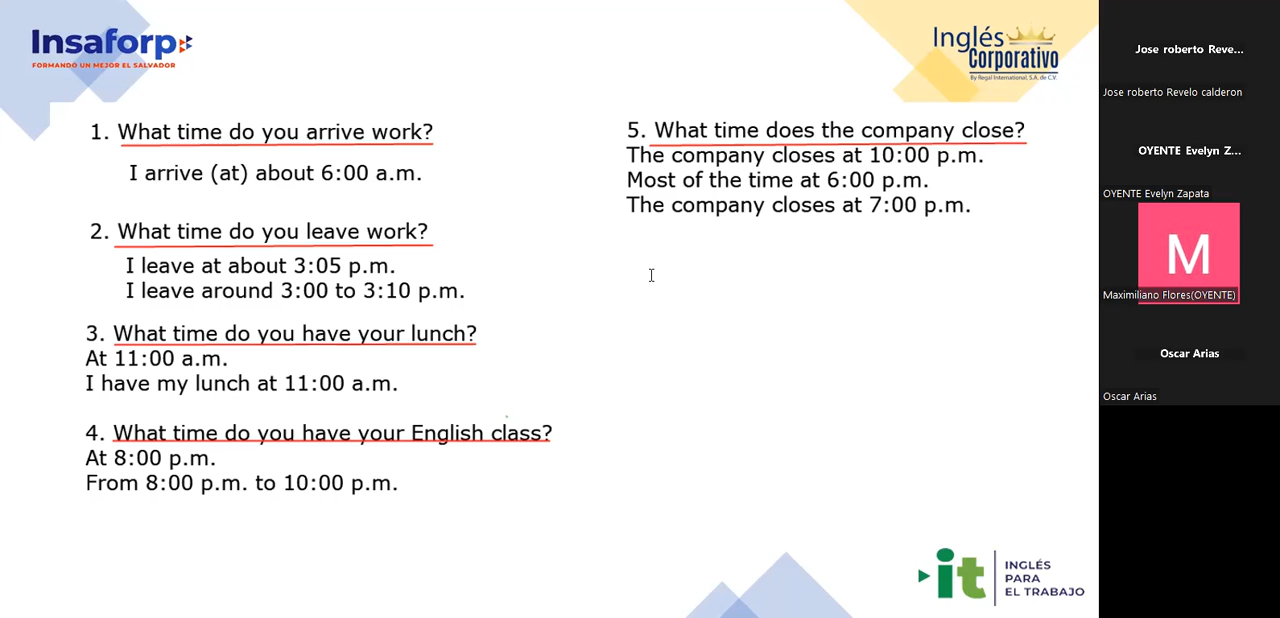 Insaforp
FORMANDO UN MEJOR EL SALVADOR
Inglés
Corporativo
By Regal International, S.A. de C.V.
1. What time do you arrive work?
I arrive (at) about 6:00 a.m.
2. What time do you leave work?
I leave at about 3:05 p.m.
I leave around 3:00 to 3:10 p.m.
3. What time do you have your lunch?
At 11:00 a.m.
I have my lunch at 11:00 a.m.
4. What time do you have your English class?
At 8:00 p.m.
From 8:00 p.m. to 10:00 p.m.
5. What time does the company close?
The company closes at 10:00 p.m.
Most of the time at 6:00 p.m.
The company closes at 7:00 p.m.
it
INGLÉS
PARA
EL TRABAJO
Jose roberto Reve...
Jose roberto Revelo calderon
OYENTE Evelyn Z...
OYENTE Evelyn Zapata
M
Maximiliano Flores(OYENTE)
Oscar Arias
Oscar Arias